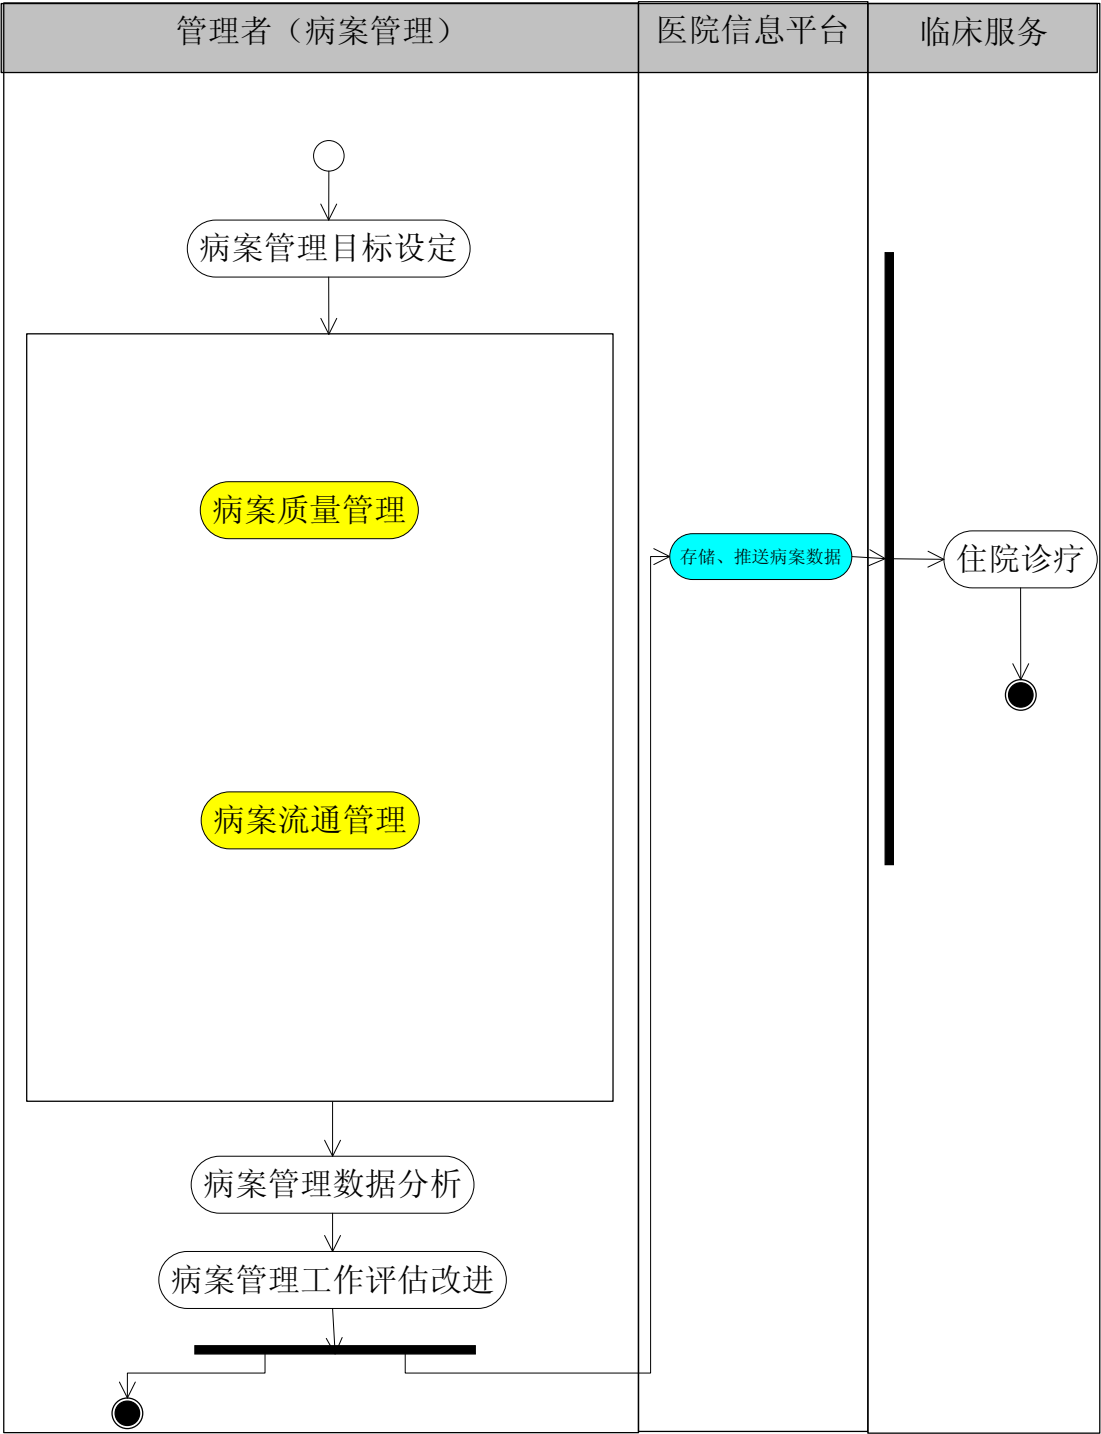 管理者（病案管理）
医院信息平台
临床服务
病案管理目标设定
病案质量管理
存储、推送病案数据
住院诊疗
病案流通管理
病案管理数据分析
病案管理工作评估改进